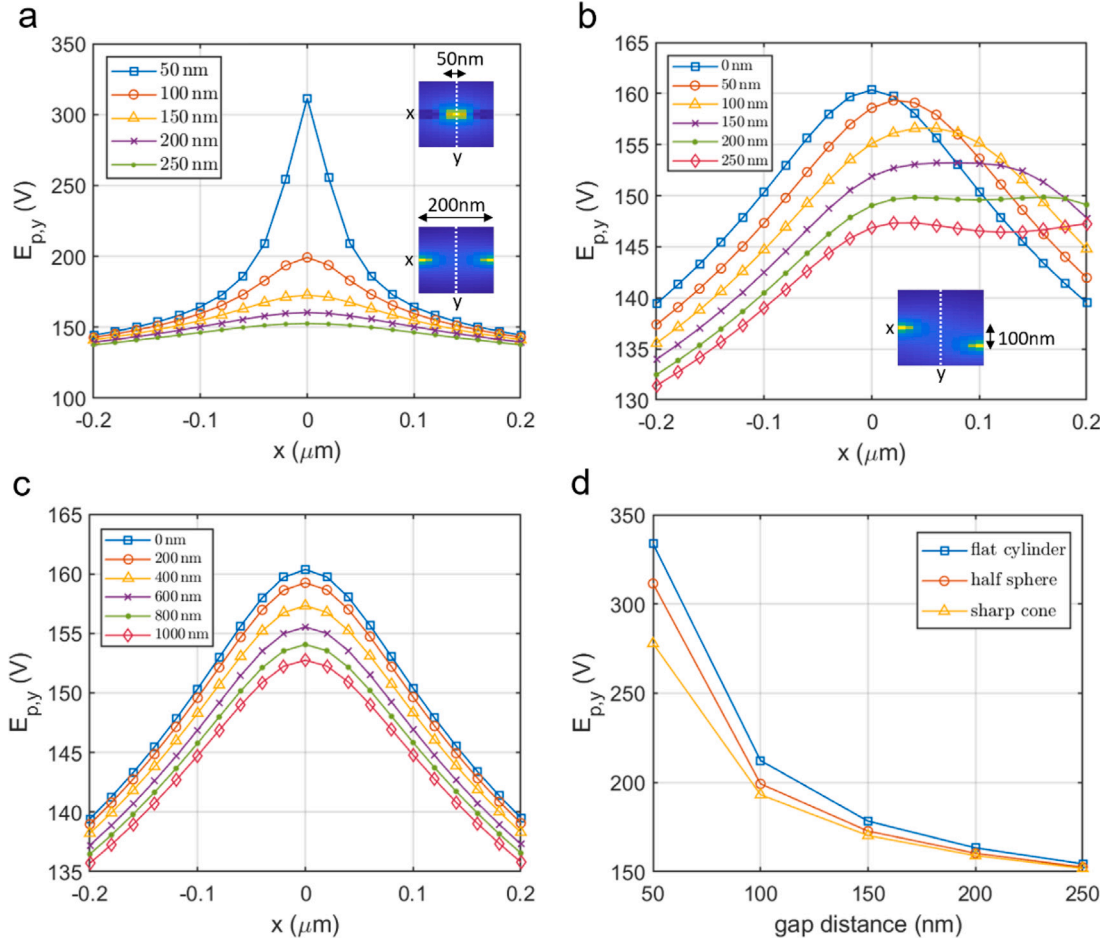 a
350
300
250
200
150
100
E_p,y (V)
-0.2
-0.1
0
0.1
0.2
x (μm)
50 nm
100 nm
150 nm
200 nm
250 nm
50nm
x
y
200nm
x
y
b
165
160
155
150
145
140
135
130
E_p,y (V)
-0.2
-0.1
0
0.1
0.2
x (μm)
0 nm
50 nm
100 nm
150 nm
200 nm
250 nm
x
100nm
y
c
165
160
155
150
145
140
135
E_p,y (V)
-0.2
-0.1
0
0.1
0.2
x (μm)
0 nm
200 nm
400 nm
600 nm
800 nm
1000 nm
d
350
300
250
200
150
E_p,y (V)
50
100
150
200
250
gap distance (nm)
flat cylinder
half sphere
sharp cone